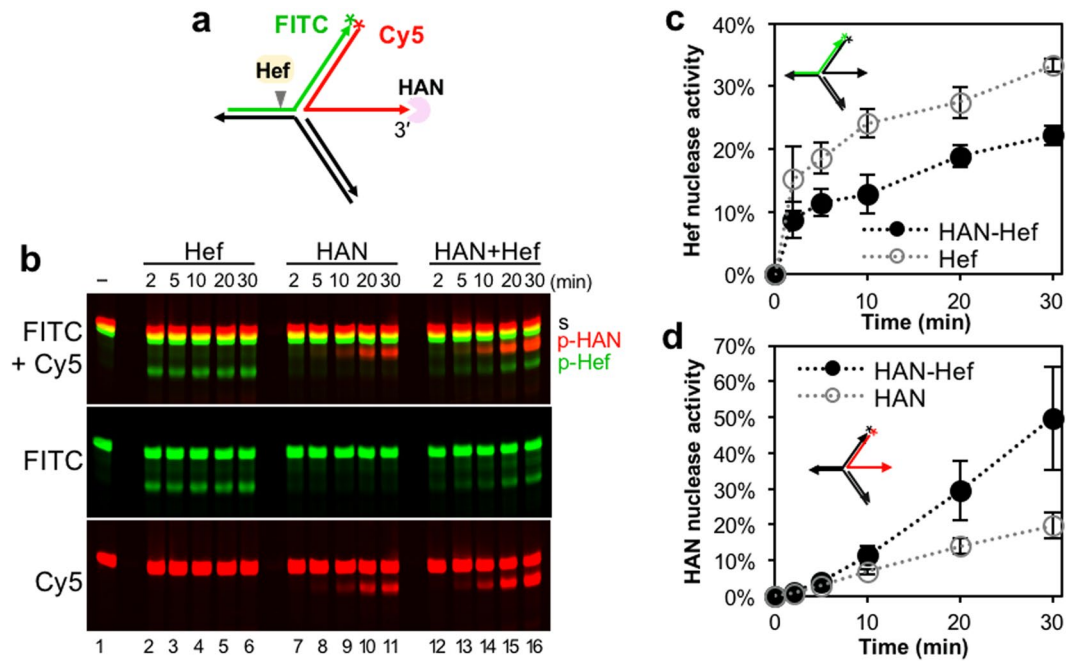 a
FITC
Cy5
Hef
HAN
3′
b
Hef HAN HAN+Hef
– 2 5 10 20 30 2 5 10 20 30 2 5 10 20 30 (min)
FITC
+ Cy5
s
p-HAN
p-Hef
FITC
Cy5
1 2 3 4 5 6 7 8 9 10 11 12 13 14 15 16
c
Hef nuclease activity
40%
30%
20%
10%
0%
HAN-Hef
Hef
0 10 20 30
Time (min)
d
HAN nuclease activity
70%
60%
50%
40%
30%
20%
10%
0%
HAN-Hef
HAN
0 10 20 30
Time (min)